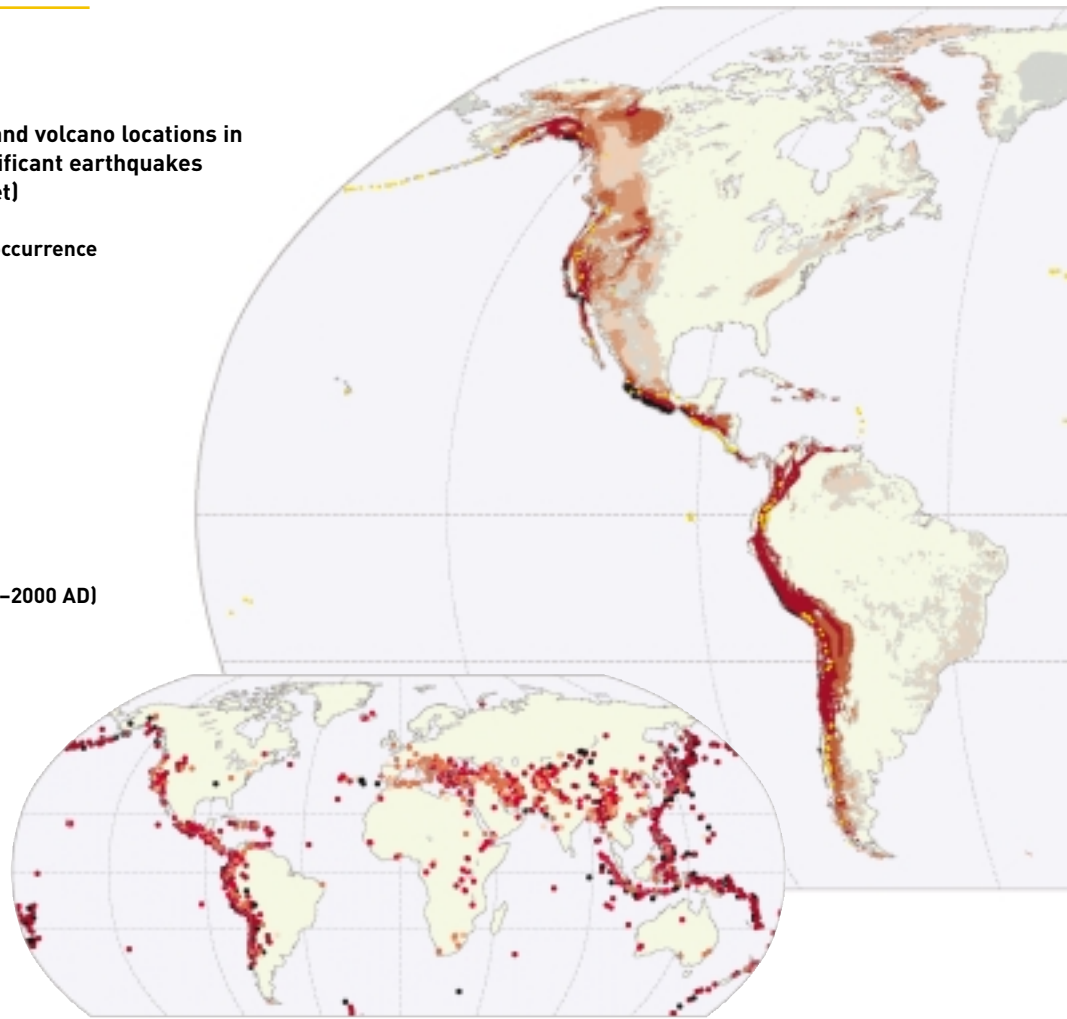 and volcano locations in
ificant earthquakes
et)
ccurrence
–2000 AD)